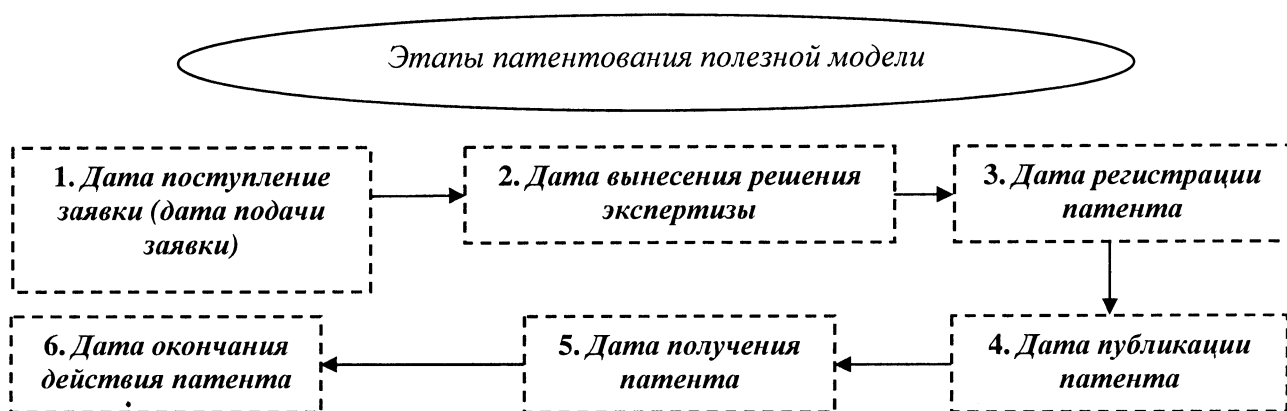 Этапы патентования полезной модели
1. Дата поступление
заявки (дата подачи
заявки)
2. Дата вынесения решения
экспертизы
3. Дата регистрации
патента
4. Дата публикации
патента
5. Дата получения
патента
6. Дата окончания
действия патента